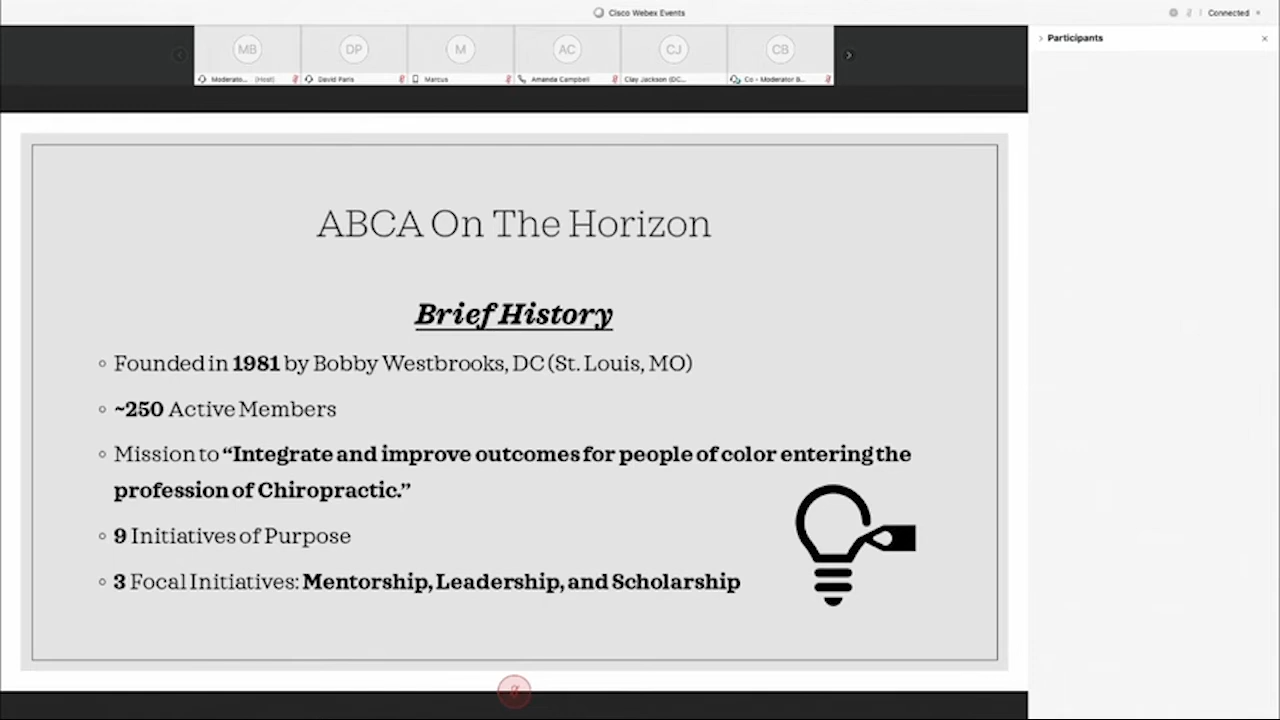 Cisco Webex Events
Connected
MB
DP
M
AC
CJ
CB
Moderato... (Host)
David Paris
Marcus
Amanda Campbell
Clay Jackson (DC...
Co - Moderator B...
Participants
ABCA On The Horizon
Brief History
Founded in 1981 by Bobby Westbrooks, DC (St. Louis, MO)
~250 Active Members
Mission to “Integrate and improve outcomes for people of color entering the
profession of Chiropractic.”
9 Initiatives of Purpose
3 Focal Initiatives: Mentorship, Leadership, and Scholarship